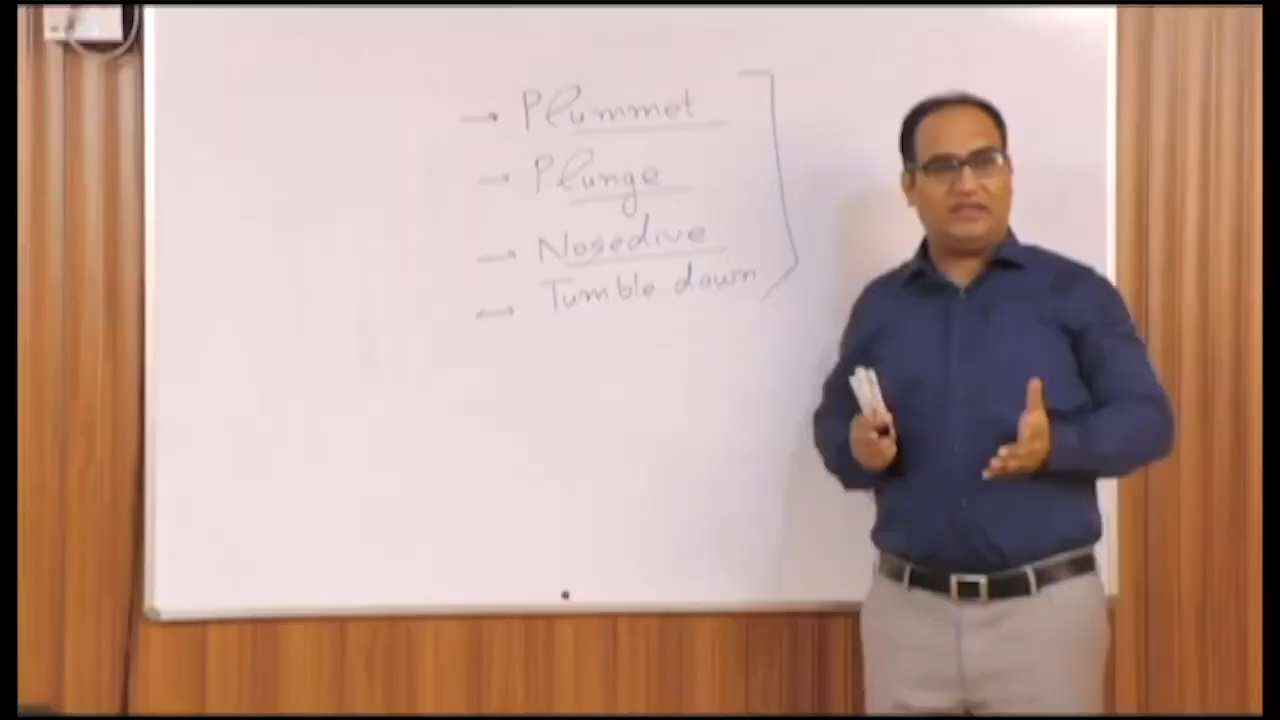 → Plummet
→ Plunge
→ Nosedive
→ Tumble down